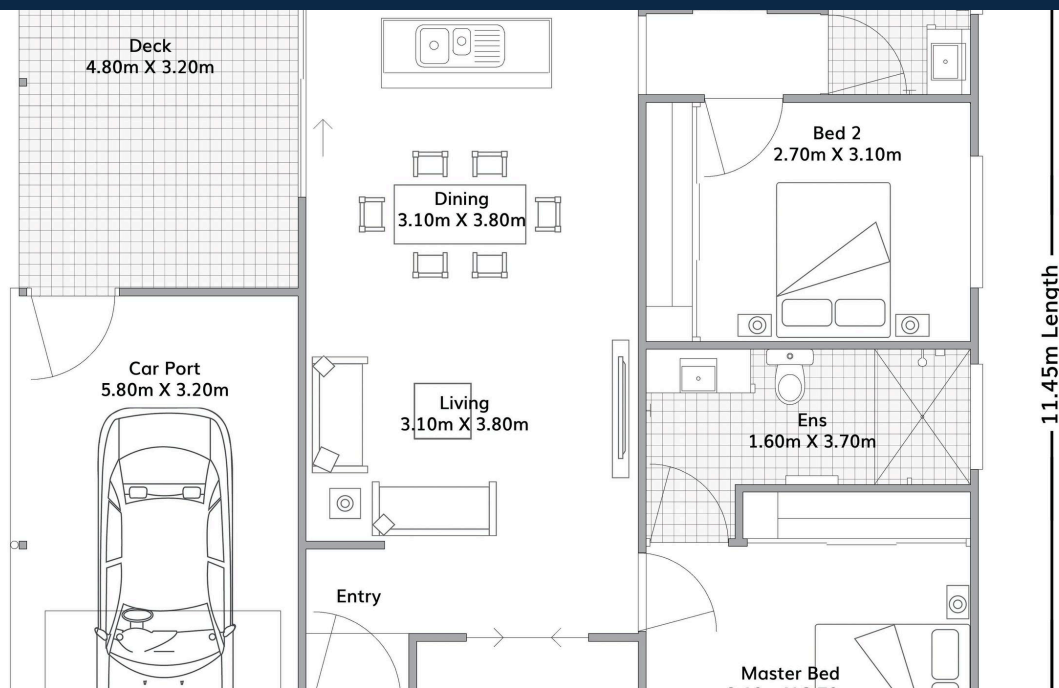 Deck
4.80m X 3.20m
Bed 2
2.70m X 3.10m
Dining
3.10m X 3.80m
Car Port
5.80m X 3.20m
Living
3.10m X 3.80m
Ens
1.60m X 3.70m
11.45m Length
Entry
Master Bed